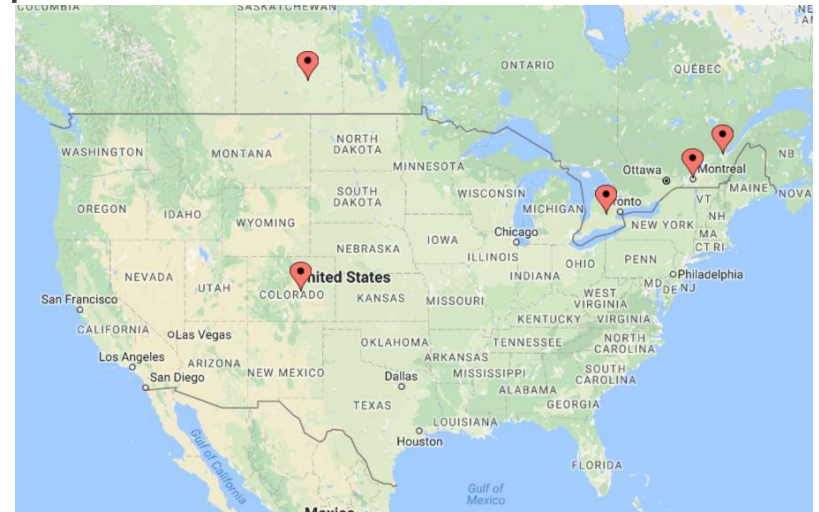 COLUMBIA
SASKATCHEWAN
ONTARIO
QUÉBEC
NORTH
DAKOTA
WASHINGTON
MONTANA
MINNESOTA
Ottawa
Montreal
NB
MAINE
NOVA
SOUTH
DAKOTA
WISCONSIN
MICHIGAN
onto
VT
NH
OREGON
IDAHO
WYOMING
NEW YORK
MA
CT RI
Chicago
IOWA
NEBRASKA
ILLINOIS
INDIANA
OHIO
PENN
Philadelphia
MD
DE NJ
nited States
NEVADA
UTAH
COLORADO
KANSAS
MISSOURI
WEST
VIRGINIA
KENTUCKY
VIRGINIA
San Francisco
CALIFORNIA
Las Vegas
OKLAHOMA
TENNESSEE
NORTH
CAROLINA
ARKANSAS
Los Angeles
ARIZONA
NEW MEXICO
San Diego
Dallas
MISSISSIPPI
SOUTH
CAROLINA
ALABAMA
GEORGIA
TEXAS
LOUISIANA
Houston
Gulf of
California
FLORIDA
Gulf of
Mexico
Mexico